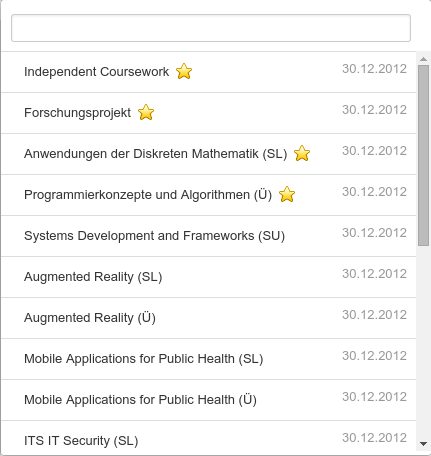 Independent Coursework 30.12.2012
Forschungsprojekt 30.12.2012
Anwendungen der Diskreten Mathematik (SL) 30.12.2012
Programmierkonzepte und Algorithmen (Ü) 30.12.2012
Systems Development and Frameworks (SU) 30.12.2012
Augmented Reality (SL) 30.12.2012
Augmented Reality (Ü) 30.12.2012
Mobile Applications for Public Health (SL) 30.12.2012
Mobile Applications for Public Health (Ü) 30.12.2012
ITS IT Security (SL) 30.12.2012